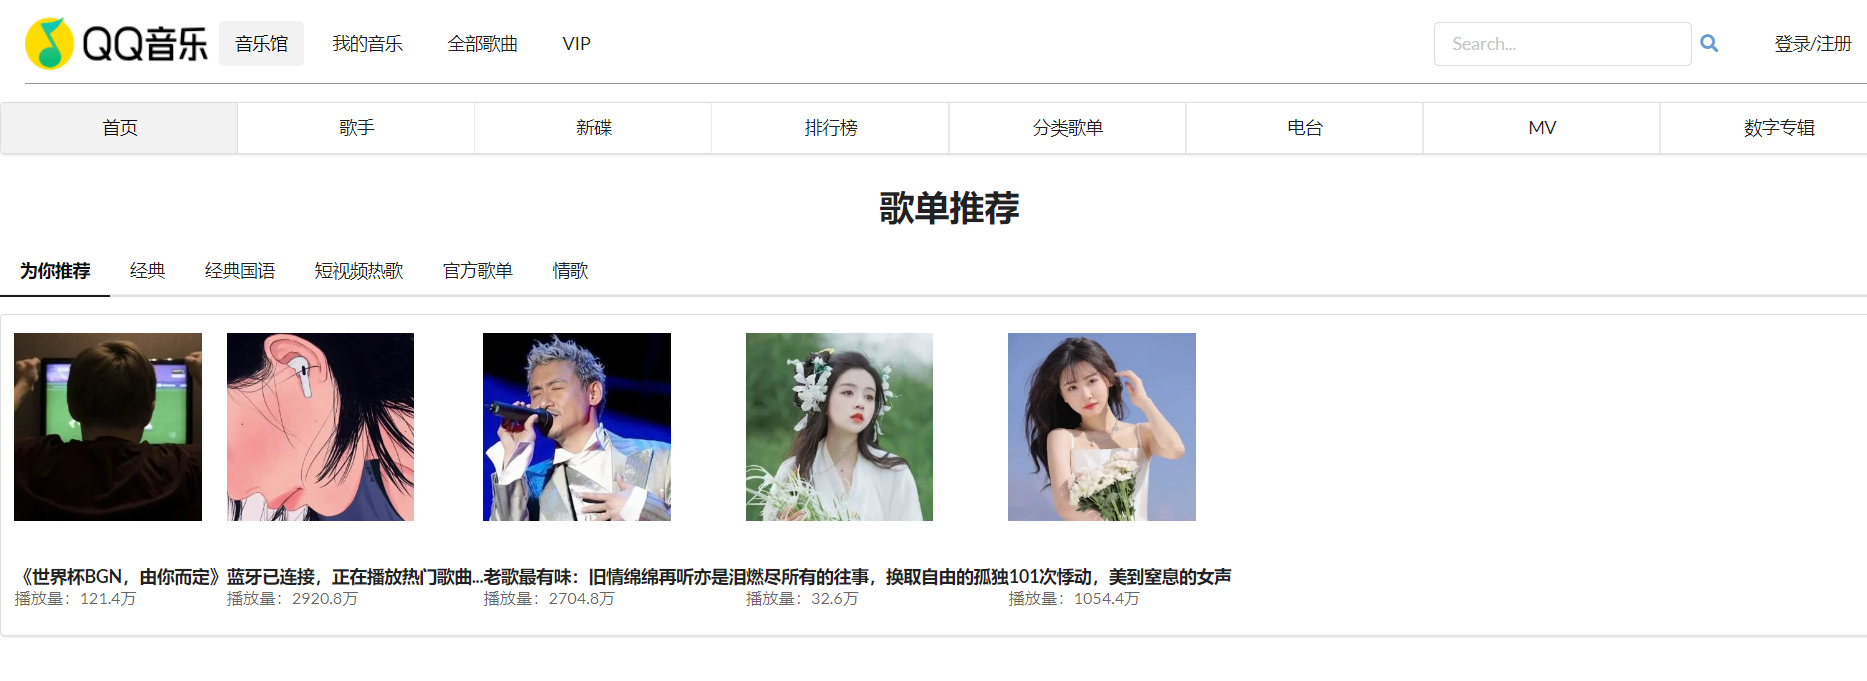 QQ音乐 音乐馆 我的音乐 全部歌曲 VIP Search... 登录/注册
首页 歌手 新碟 排行榜 分类歌单 电台 MV 数字专辑
歌单推荐
为你推荐 经典 经典国语 短视频热歌 官方歌单 情歌
《世界杯BGN，由你而定》 蓝牙已连接，正在播放热门歌曲... 老歌最有味：旧情绵绵再听亦是泪 燃尽所有的往事，换取自由的孤独 101次悸动，美到窒息的女声
播放量：121.4万 播放量：2920.8万 播放量：2704.8万 播放量：32.6万 播放量：1054.4万